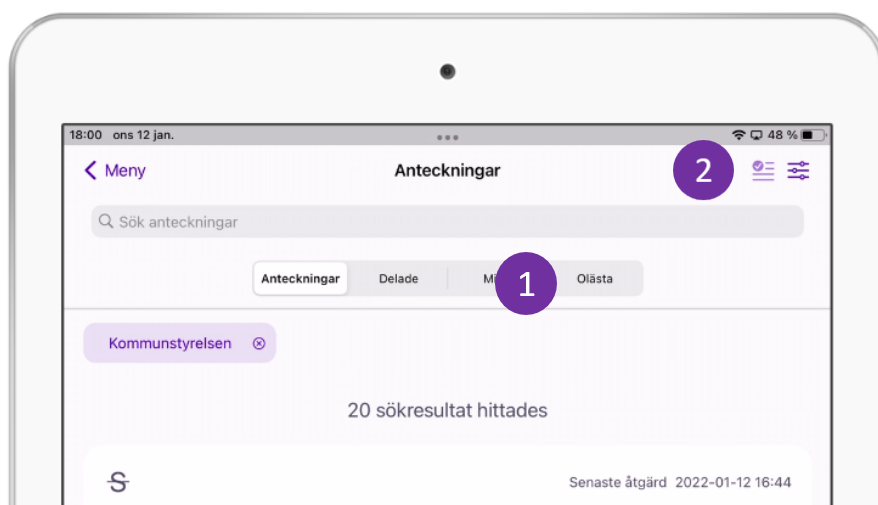 18:00 ons 12 jan. 48 %
Meny Anteckningar 2
Sök anteckningar
Anteckningar Delade 1 Olästa
Kommunstyrelsen
20 sökresultat hittades
S Senaste åtgärd 2022-01-12 16:44